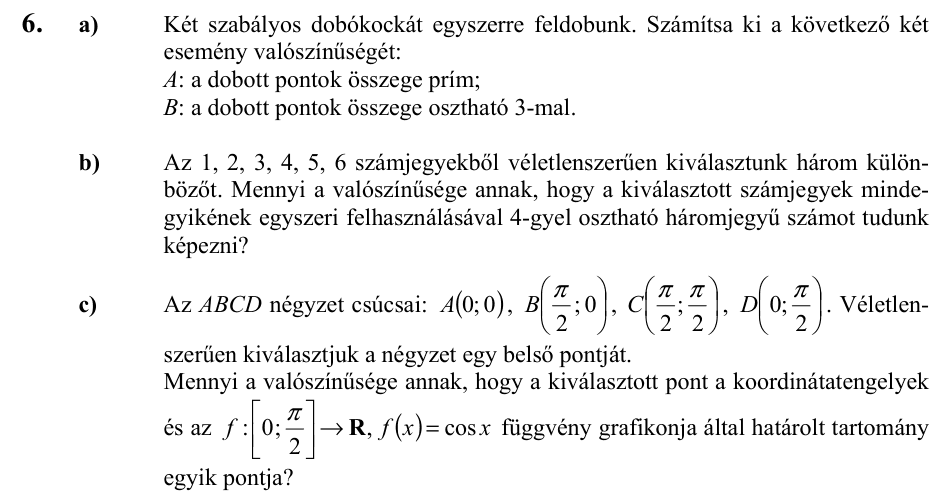 6. a) Két szabályos dobókockát egyszerre feldobunk. Számítsa ki a következő két
esemény valószínűségét:
A: a dobott pontok összege prím;
B: a dobott pontok összege osztható 3-mal.
b) Az 1, 2, 3, 4, 5, 6 számjegyekből véletlenszerűen kiválasztunk három külön-
bözőt. Mennyi a valószínűsége annak, hogy a kiválasztott számjegyek minde-
gyikének egyszeri felhasználásával 4-gyel osztható háromjegyű számot tudunk
képezni?
c) Az ABCD négyzet csúcsai: A(0; 0), B(π/2; 0), C(π/2; π/2), D(0; π/2). Véletlen-
szerűen kiválasztjuk a négyzet egy belső pontját.
Mennyi a valószínűsége annak, hogy a kiválasztott pont a koordinátatengelyek
és az f : [0; π/2] → R, f(x) = cos x függvény grafikonja által határolt tartomány
egyik pontja?